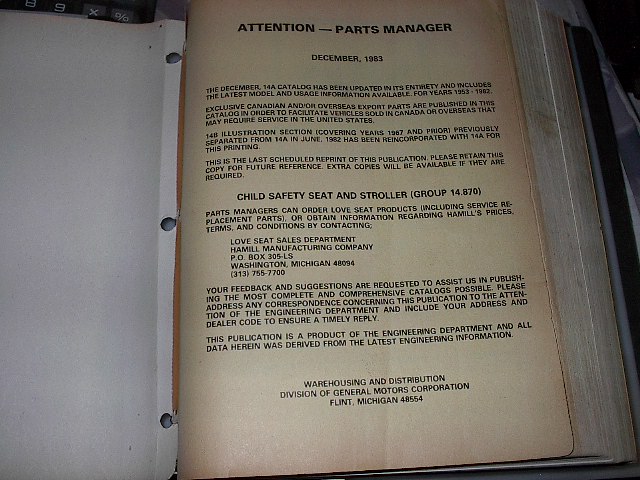 8 9 × %
ATTENTION — PARTS MANAGER
DECEMBER, 1983
THE DECEMBER, 14A CATALOG HAS BEEN UPDATED IN ITS ENTIRETY AND INCLUDES
THE LATEST MODEL AND USAGE INFORMATION AVAILABLE. FOR YEARS 1953 - 1982.
EXCLUSIVE CANADIAN AND/OR OVERSEAS EXPORT PARTS ARE PUBLISHED IN THIS
CATALOG IN ORDER TO FACILITATE VEHICLES SOLD IN CANADA OR OVERSEAS THAT
MAY REQUIRE SERVICE IN THE UNITED STATES.
14B ILLUSTRATION SECTION (COVERING YEARS 1967 AND PRIOR) PREVIOUSLY
SEPARATED FROM 14A IN JUNE, 1982 HAS BEEN REINCORPORATED WITH 14A FOR
THIS PRINTING.
THIS IS THE LAST SCHEDULED REPRINT OF THIS PUBLICATION. PLEASE RETAIN THIS
COPY FOR FUTURE REFERENCE. EXTRA COPIES WILL BE AVAILABLE IF THEY ARE
REQUIRED.
CHILD SAFETY SEAT AND STROLLER (GROUP 14.870)
PARTS MANAGERS CAN ORDER LOVE SEAT PRODUCTS (INCLUDING SERVICE RE-
PLACEMENT PARTS), OR OBTAIN INFORMATION REGARDING HAMILL'S PRICES,
TERMS, AND CONDITIONS BY CONTACTING;
LOVE SEAT SALES DEPARTMENT
HAMILL MANUFACTURING COMPANY
P.O. BOX 305-LS
WASHINGTON, MICHIGAN 48094
(313) 755-7700
YOUR FEEDBACK AND SUGGESTIONS ARE REQUESTED TO ASSIST US IN PUBLISH-
ING THE MOST COMPLETE AND COMPREHENSIVE CATALOGS POSSIBLE. PLEASE
ADDRESS ANY CORRESPONDENCE CONCERNING THIS PUBLICATION TO THE ATTEN-
TION OF THE ENGINEERING DEPARTMENT AND INCLUDE YOUR ADDRESS AND
DEALER CODE TO ENSURE A TIMELY REPLY.
THIS PUBLICATION IS A PRODUCT OF THE ENGINEERING DEPARTMENT AND ALL
DATA HEREIN WAS DERIVED FROM THE LATEST ENGINEERING INFORMATION.
WAREHOUSING AND DISTRIBUTION
DIVISION OF GENERAL MOTORS CORPORATION
FLINT, MICHIGAN 48554